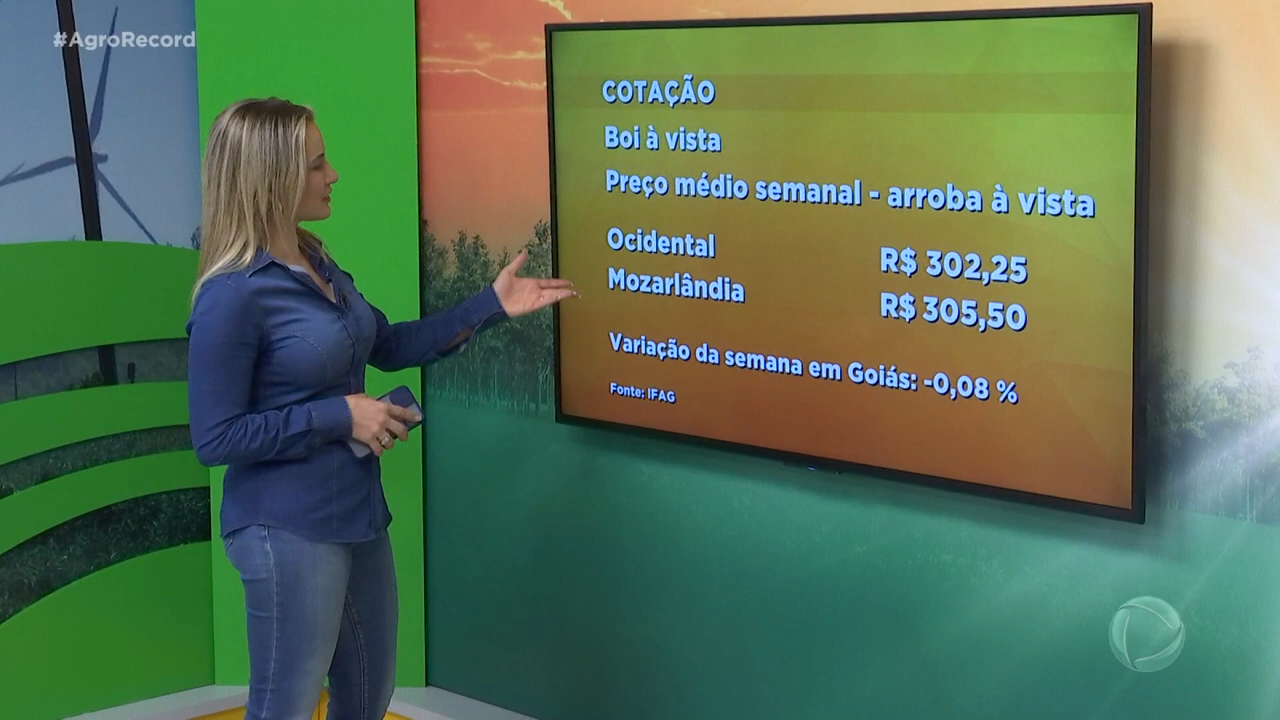 #AgroRecord
COTAÇÃO
Boi à vista
Preço médio semanal - arroba à vista
Ocidental R$ 302,25
Mozarlândia R$ 305,50
Variação da semana em Goiás: -0,08 %
Fonte: IFAG